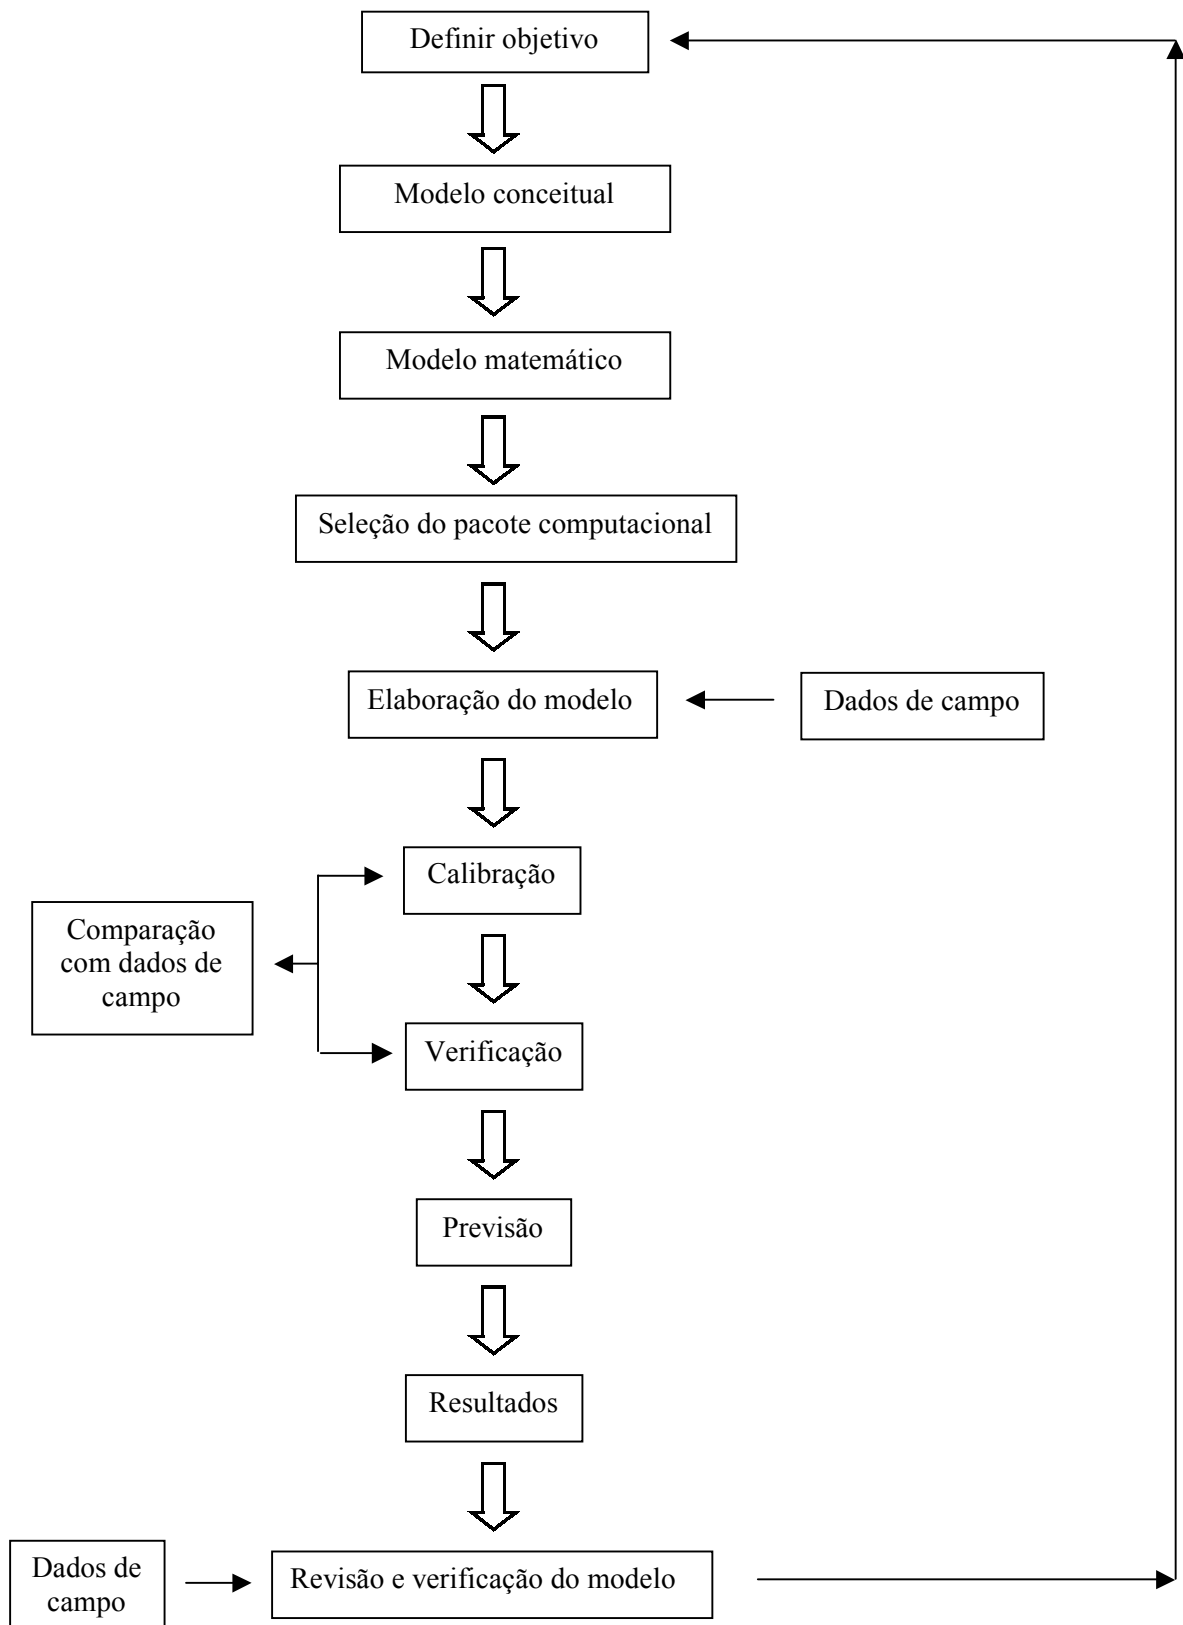 Definir objetivo
Modelo conceitual
Modelo matemático
Seleção do pacote computacional
Elaboração do modelo
Dados de campo
Calibração
Comparação
com dados de
campo
Verificação
Previsão
Resultados
Dados de
campo
Revisão e verificação do modelo